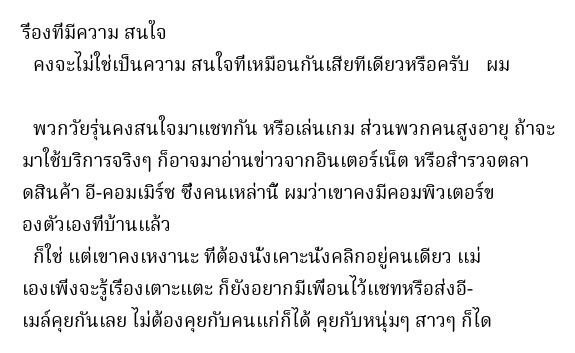 รื่องที่มีความ สนใจ
คงจะไม่ใช่เป็นความ สนใจที่เหมือนกันเสียทีเดียวหรือครับ ผม
พวกวัยรุ่นคงสนใจมาแชทกัน หรือเล่นเกม ส่วนพวกคนสูงอายุ ถ้าจะ
มาใช้บริการจริงๆ ก็อาจมาอ่านข่าวจากอินเตอร์เน็ต หรือสำรวจตลา
ดสินค้า อี-คอมเมิร์ซ ซึ่งคนเหล่านี้ ผมว่าเขาคงมีคอมพิวเตอร์ข
องตัวเองที่บ้านแล้ว
ก็ใช่ แต่เขาคงเหงานะ ที่ต้องนั่งเคาะนั่งคลิกอยู่คนเดียว แม่
เองเพิ่งจะรู้เรื่องเตาะแตะ ก็ยังอยากมีเพื่อนไว้แชทหรือส่งอี-
เมล์คุยกันเลย ไม่ต้องคุยกับคนแก่ก็ได้ คุยกับหนุ่มๆ สาวๆ ก็ได